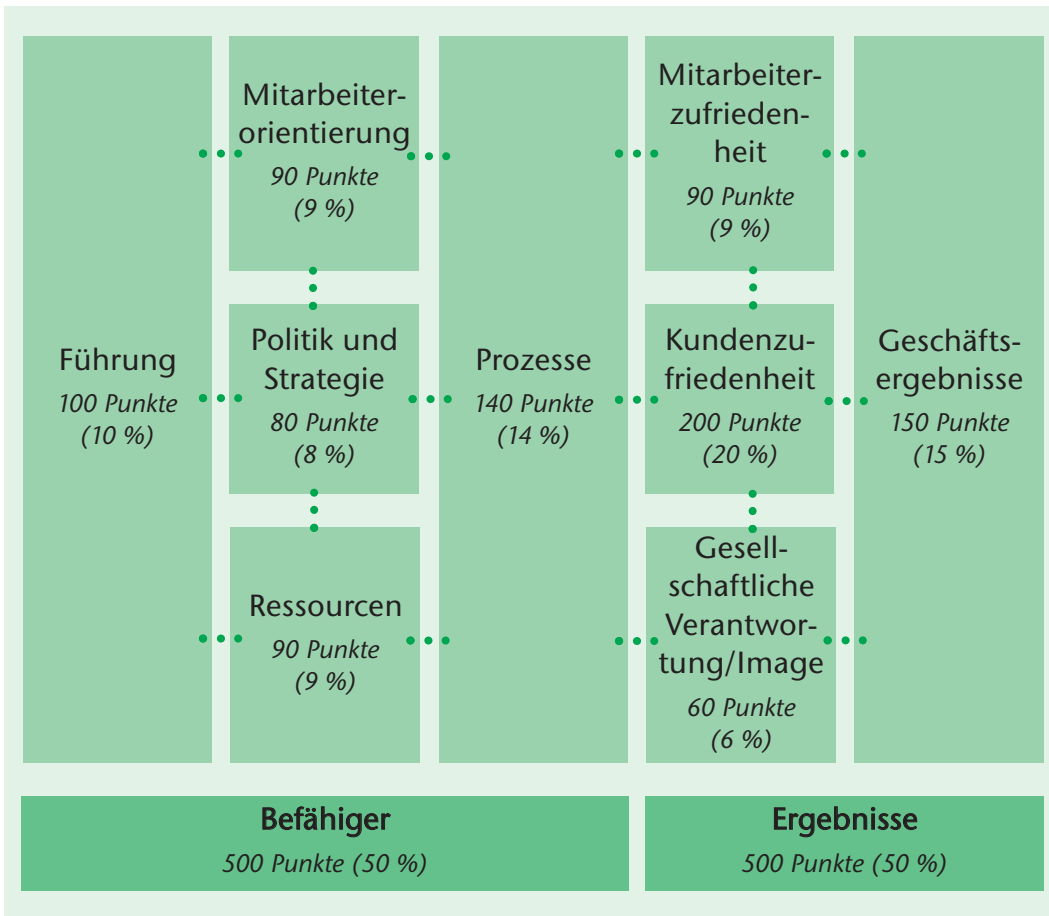 Führung
100 Punkte
(10 %)
Mitarbeiter-
orientierung
90 Punkte
(9 %)
Politik und
Strategie
80 Punkte
(8 %)
Ressourcen
90 Punkte
(9 %)
Prozesse
140 Punkte
(14 %)
Mitarbeiter-
zufrieden-
heit
90 Punkte
(9 %)
Kundenzu-
friedenheit
200 Punkte
(20 %)
Gesell-
schaftliche
Verantwor-
tung/Image
60 Punkte
(6 %)
Geschäfts-
ergebnisse
150 Punkte
(15 %)
Befähiger
500 Punkte (50 %)
Ergebnisse
500 Punkte (50 %)